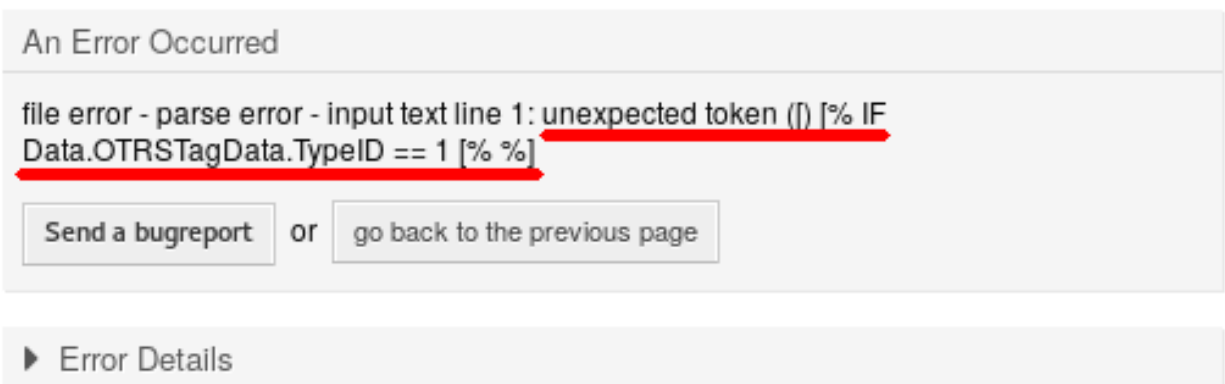 An Error Occurred
file error - parse error - input text line 1: unexpected token ([) [% IF
Data.OTRSTagData.TypeID == 1 [% %]
Send a bugreport or go back to the previous page
Error Details